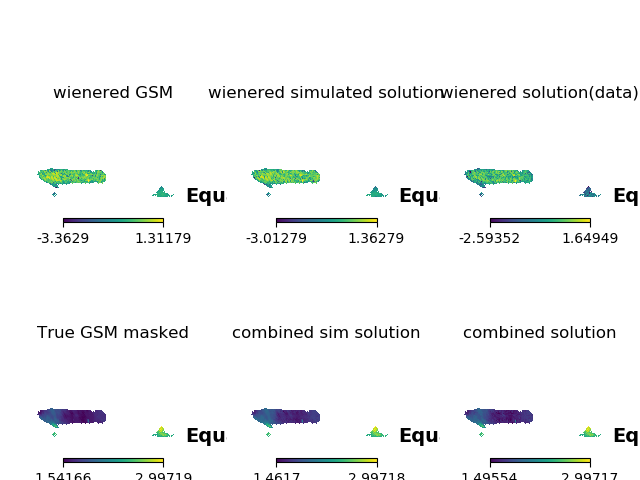 wienered GSM wienered simulated solution wienered solution(data)
Equ Equ Eq
-3.3629 1.31179 -3.01279 1.36279 -2.59352 1.64949
True GSM masked combined sim solution combined solution
Equ Equ Eq
1.54166 2.99719 1.4617 2.99718 1.49554 2.99717